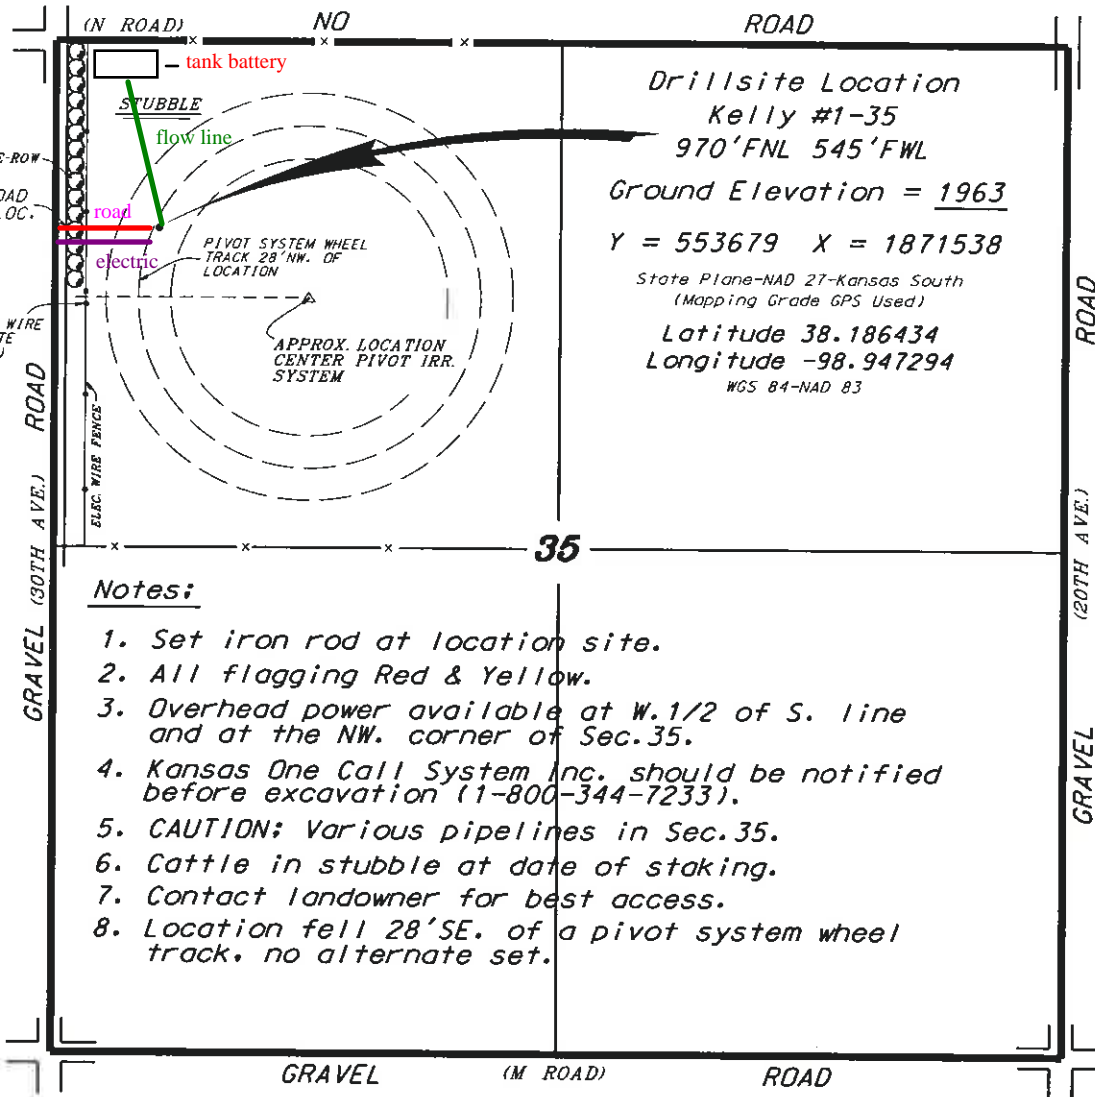 (N ROAD) NO ROAD
tank battery
STUBBLE
flow line
E-ROW
OAD
LOC.
road
electric
PIVOT SYSTEM WHEEL
TRACK 28'NW. OF
LOCATION
WIRE
TE
)
APPROX. LOCATION
CENTER PIVOT IRR.
SYSTEM
ELEC. WIRE FENCE
Drillsite Location
Kelly #1-35
970'FNL 545'FWL
Ground Elevation = 1963
Y = 553679 X = 1871538
State Plane-NAD 27-Kansas South
(Mapping Grade GPS Used)
Latitude 38.186434
Longitude -98.947294
WGS 84-NAD 83
GRAVEL (30TH AVE.) ROAD
GRAVEL (20TH AVE.) ROAD
35
Notes:
1. Set iron rod at location site.
2. All flagging Red & Yellow.
3. Overhead power available at W.1/2 of S. line
and at the NW. corner of Sec.35.
4. Kansas One Call System Inc. should be notified
before excavation (1-800-344-7233).
5. CAUTION: Various pipelines in Sec.35.
6. Cattle in stubble at date of staking.
7. Contact landowner for best access.
8. Location fell 28'SE. of a pivot system wheel
track. no alternate set.
GRAVEL (M ROAD) ROAD